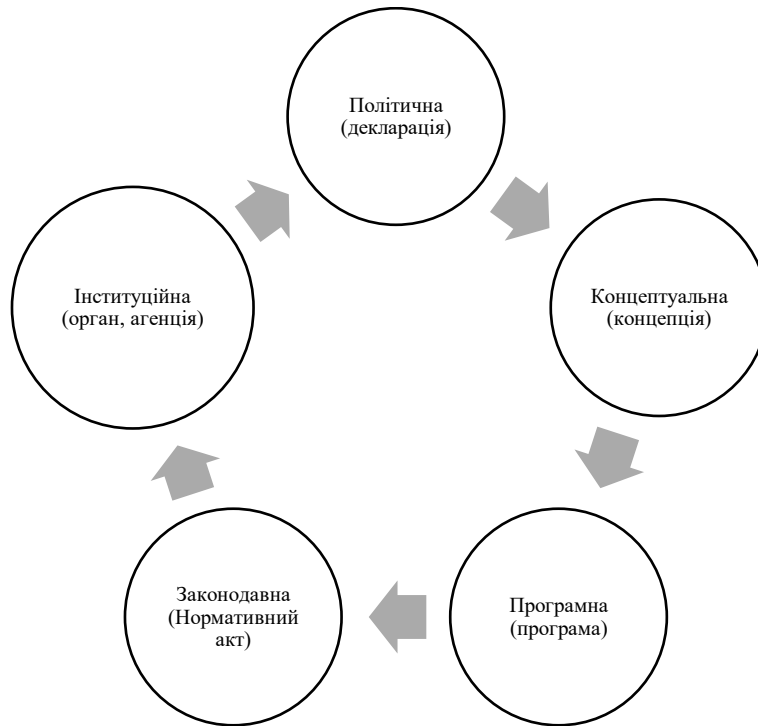 Політична
(декларація)
Концептуальна
(концепція)
Програмна
(програма)
Законодавна
(Нормативний
акт)
Інституційна
(орган, агенція)